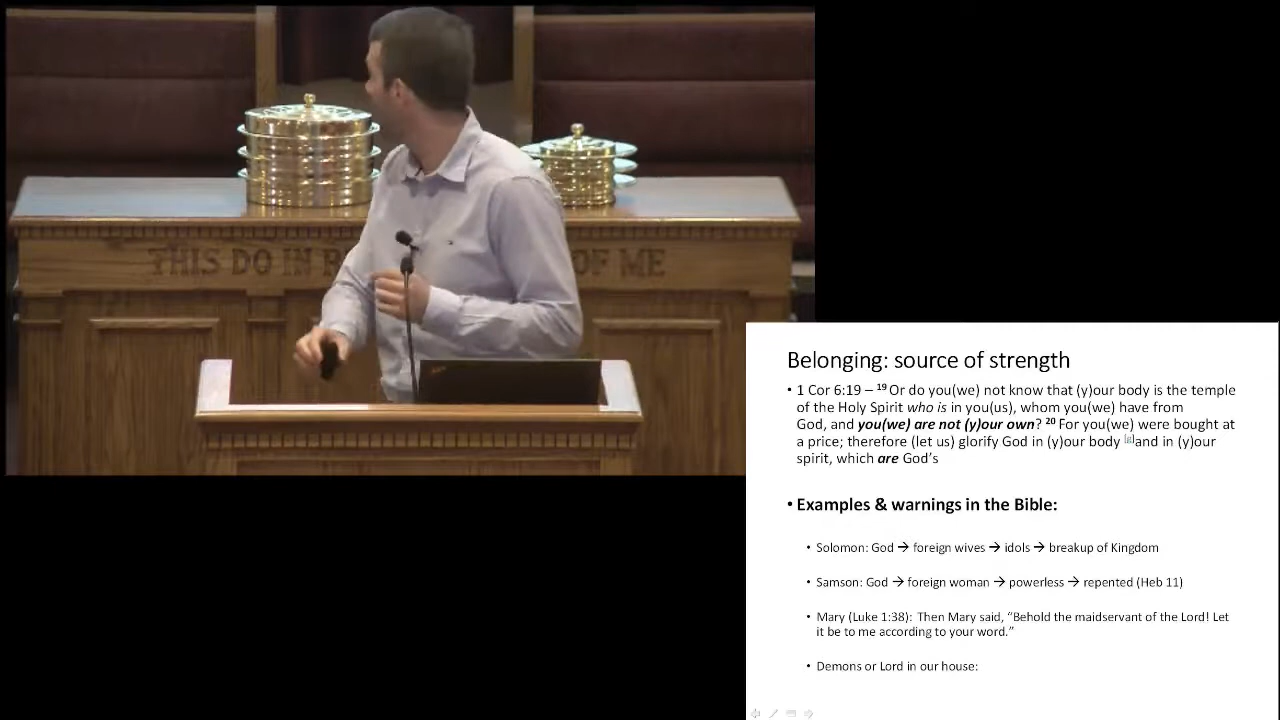 THIS DO IN R OF ME
Belonging: source of strength
• 1 Cor 6:19 – 19 Or do you(we) not know that (y)our body is the temple
of the Holy Spirit who is in you(us), whom you(we) have from
God, and you(we) are not (y)our own? 20 For you(we) were bought at
a price; therefore (let us) glorify God in (y)our body [g]and in (y)our
spirit, which are God’s
• Examples & warnings in the Bible:
• Solomon: God → foreign wives → idols → breakup of Kingdom
• Samson: God → foreign woman → powerless → repented (Heb 11)
• Mary (Luke 1:38): Then Mary said, “Behold the maidservant of the Lord! Let
it be to me according to your word.”
• Demons or Lord in our house: